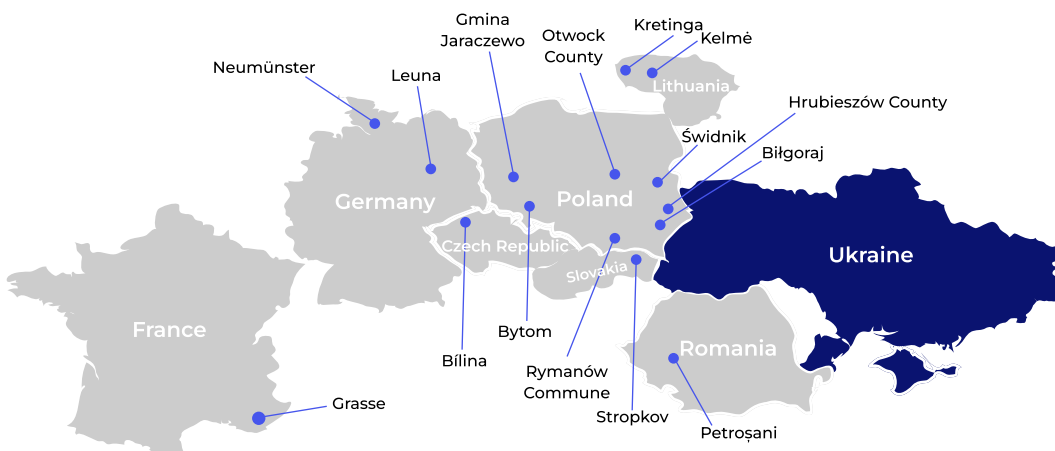 Gmina
Jaraczewo
Otwock
County
Kretinga
Kelmė
Neumünster
Leuna
Lithuania
Hrubieszów County
Świdnik
Biłgoraj
Germany
Poland
Czech Republic
Slovakia
Ukraine
France
Bytom
Bílina
Romania
Rymanów
Commune
Grasse
Stropkov
Petroșani